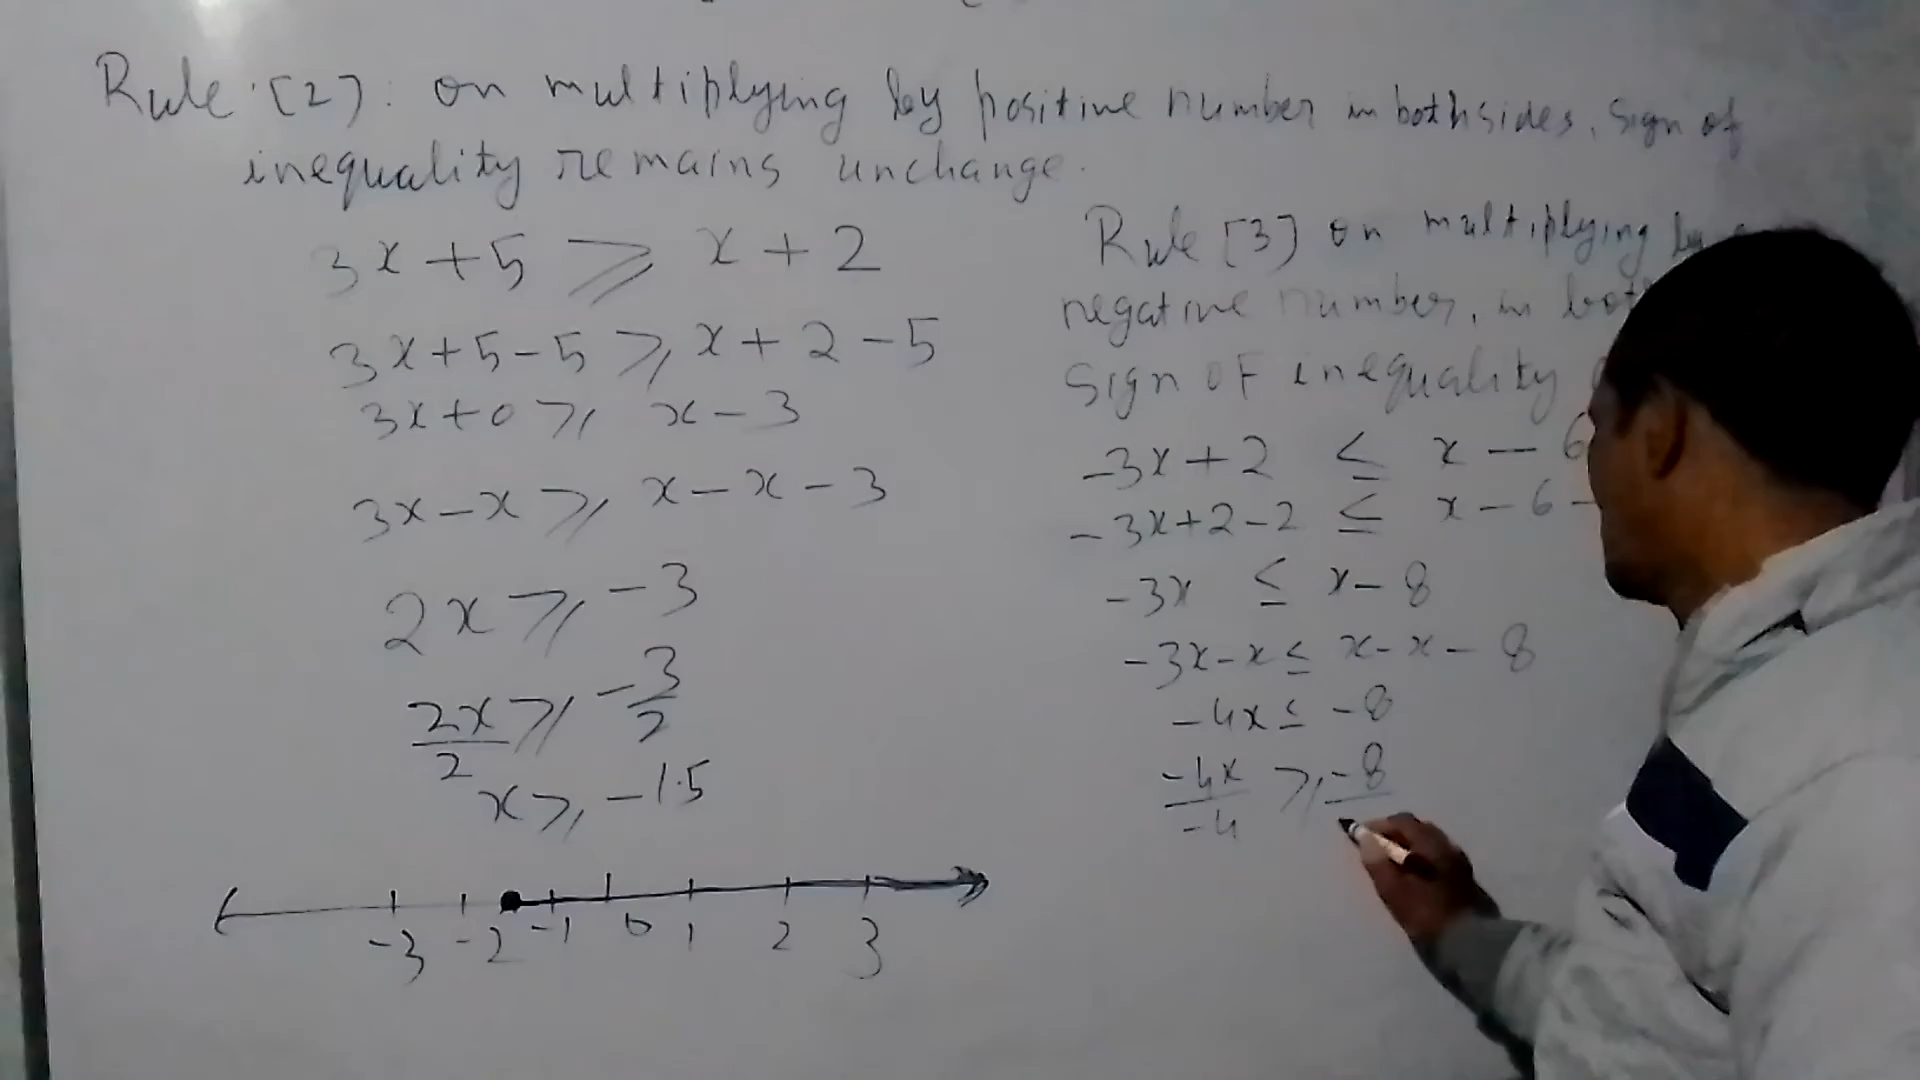 Rule [2]: on multiplying by positive number in both sides, sign of
inequality remains unchange.
3x+5 ⩾ x+2
3x+5-5 ⩾ x+2-5
3x+0 ⩾ x-3
3x-x ⩾ x-x-3
2x ⩾ -3
2x/2 ⩾ -3/2
x ⩾ -1.5
-3 -2 -1 0 1 2 3
Rule [3] on multiplying by
negative number, in
sign of inequality
-3x+2 ≤ x-6
-3x+2-2 ≤ x-6-
-3x ≤ x-8
-3x-x ≤ x-x-8
-4x ≤ -8
-4x/-4 ⩾ -8